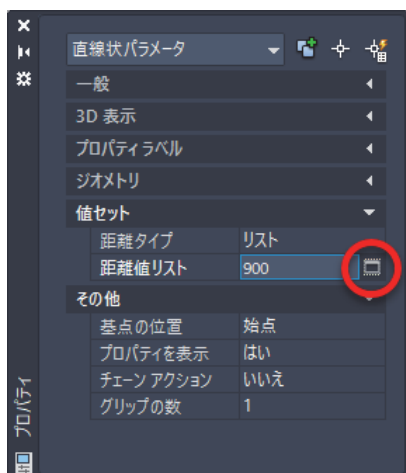 直線状パラメータ
一般
3D 表示
プロパティ ラベル
ジオメトリ
値セット
距離タイプ リスト
距離値リスト 900
その他
基点の位置 始点
プロパティを表示 はい
チェーン アクション いいえ
グリップの数 1
プロパティ